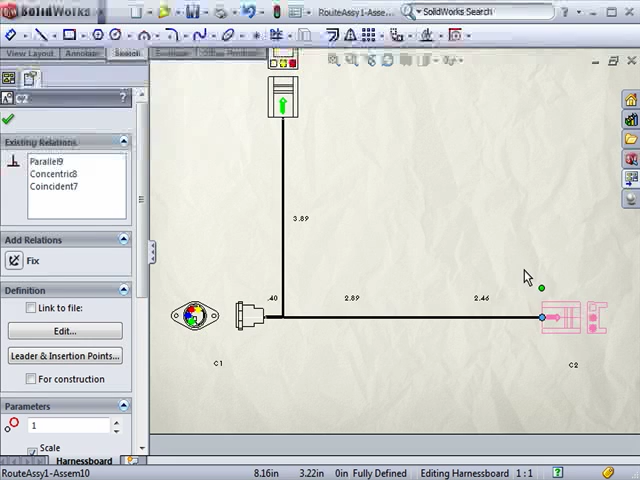 SolidWorks
RouteAssy1-Assem...
SolidWorks Search
View Layout
Annotate
Sketch
C2
Existing Relations
Parallel9
Concentric8
Coincident7
Add Relations
Fix
Definition
Link to file:
Edit...
Leader & Insertion Points...
For construction
Parameters
1
Scale
3.89
.40
2.89
2.46
C1
C2
Harnessboard
RouteAssy1-Assem10
8.16in
3.22in
0in
Fully Defined
Editing Harnessboard
1 : 1